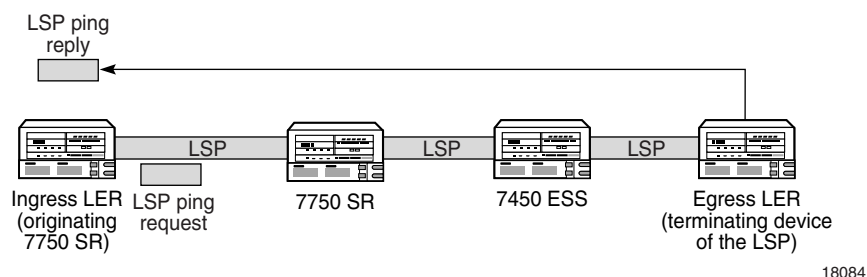 LSP ping
reply
LSP
LSP
LSP
Ingress LER
(originating
7750 SR)
LSP ping
request
7750 SR
7450 ESS
Egress LER
(terminating device
of the LSP)
18084